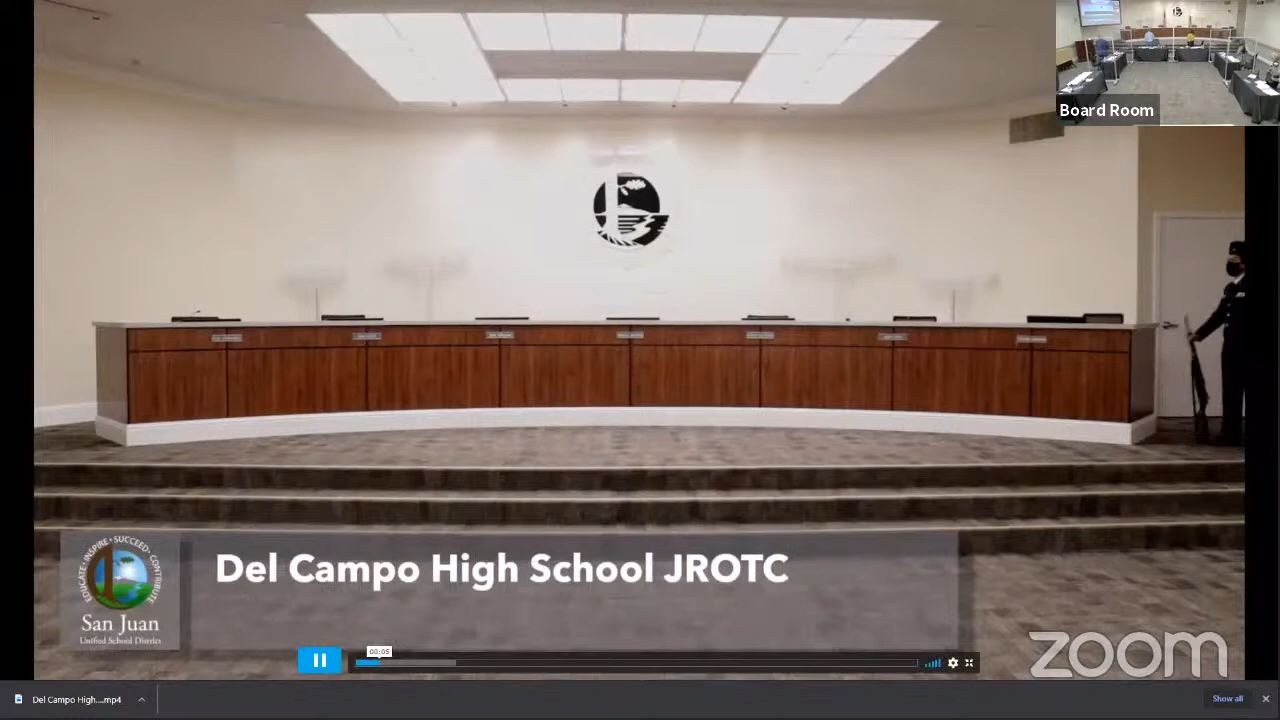 Board Room
EDUCATE • INSPIRE • SUCCEED • CONTRIBUTE
San Juan
Unified School District
Del Campo High School JROTC
00:05
zoom
Del Campo High....mp4
Show all